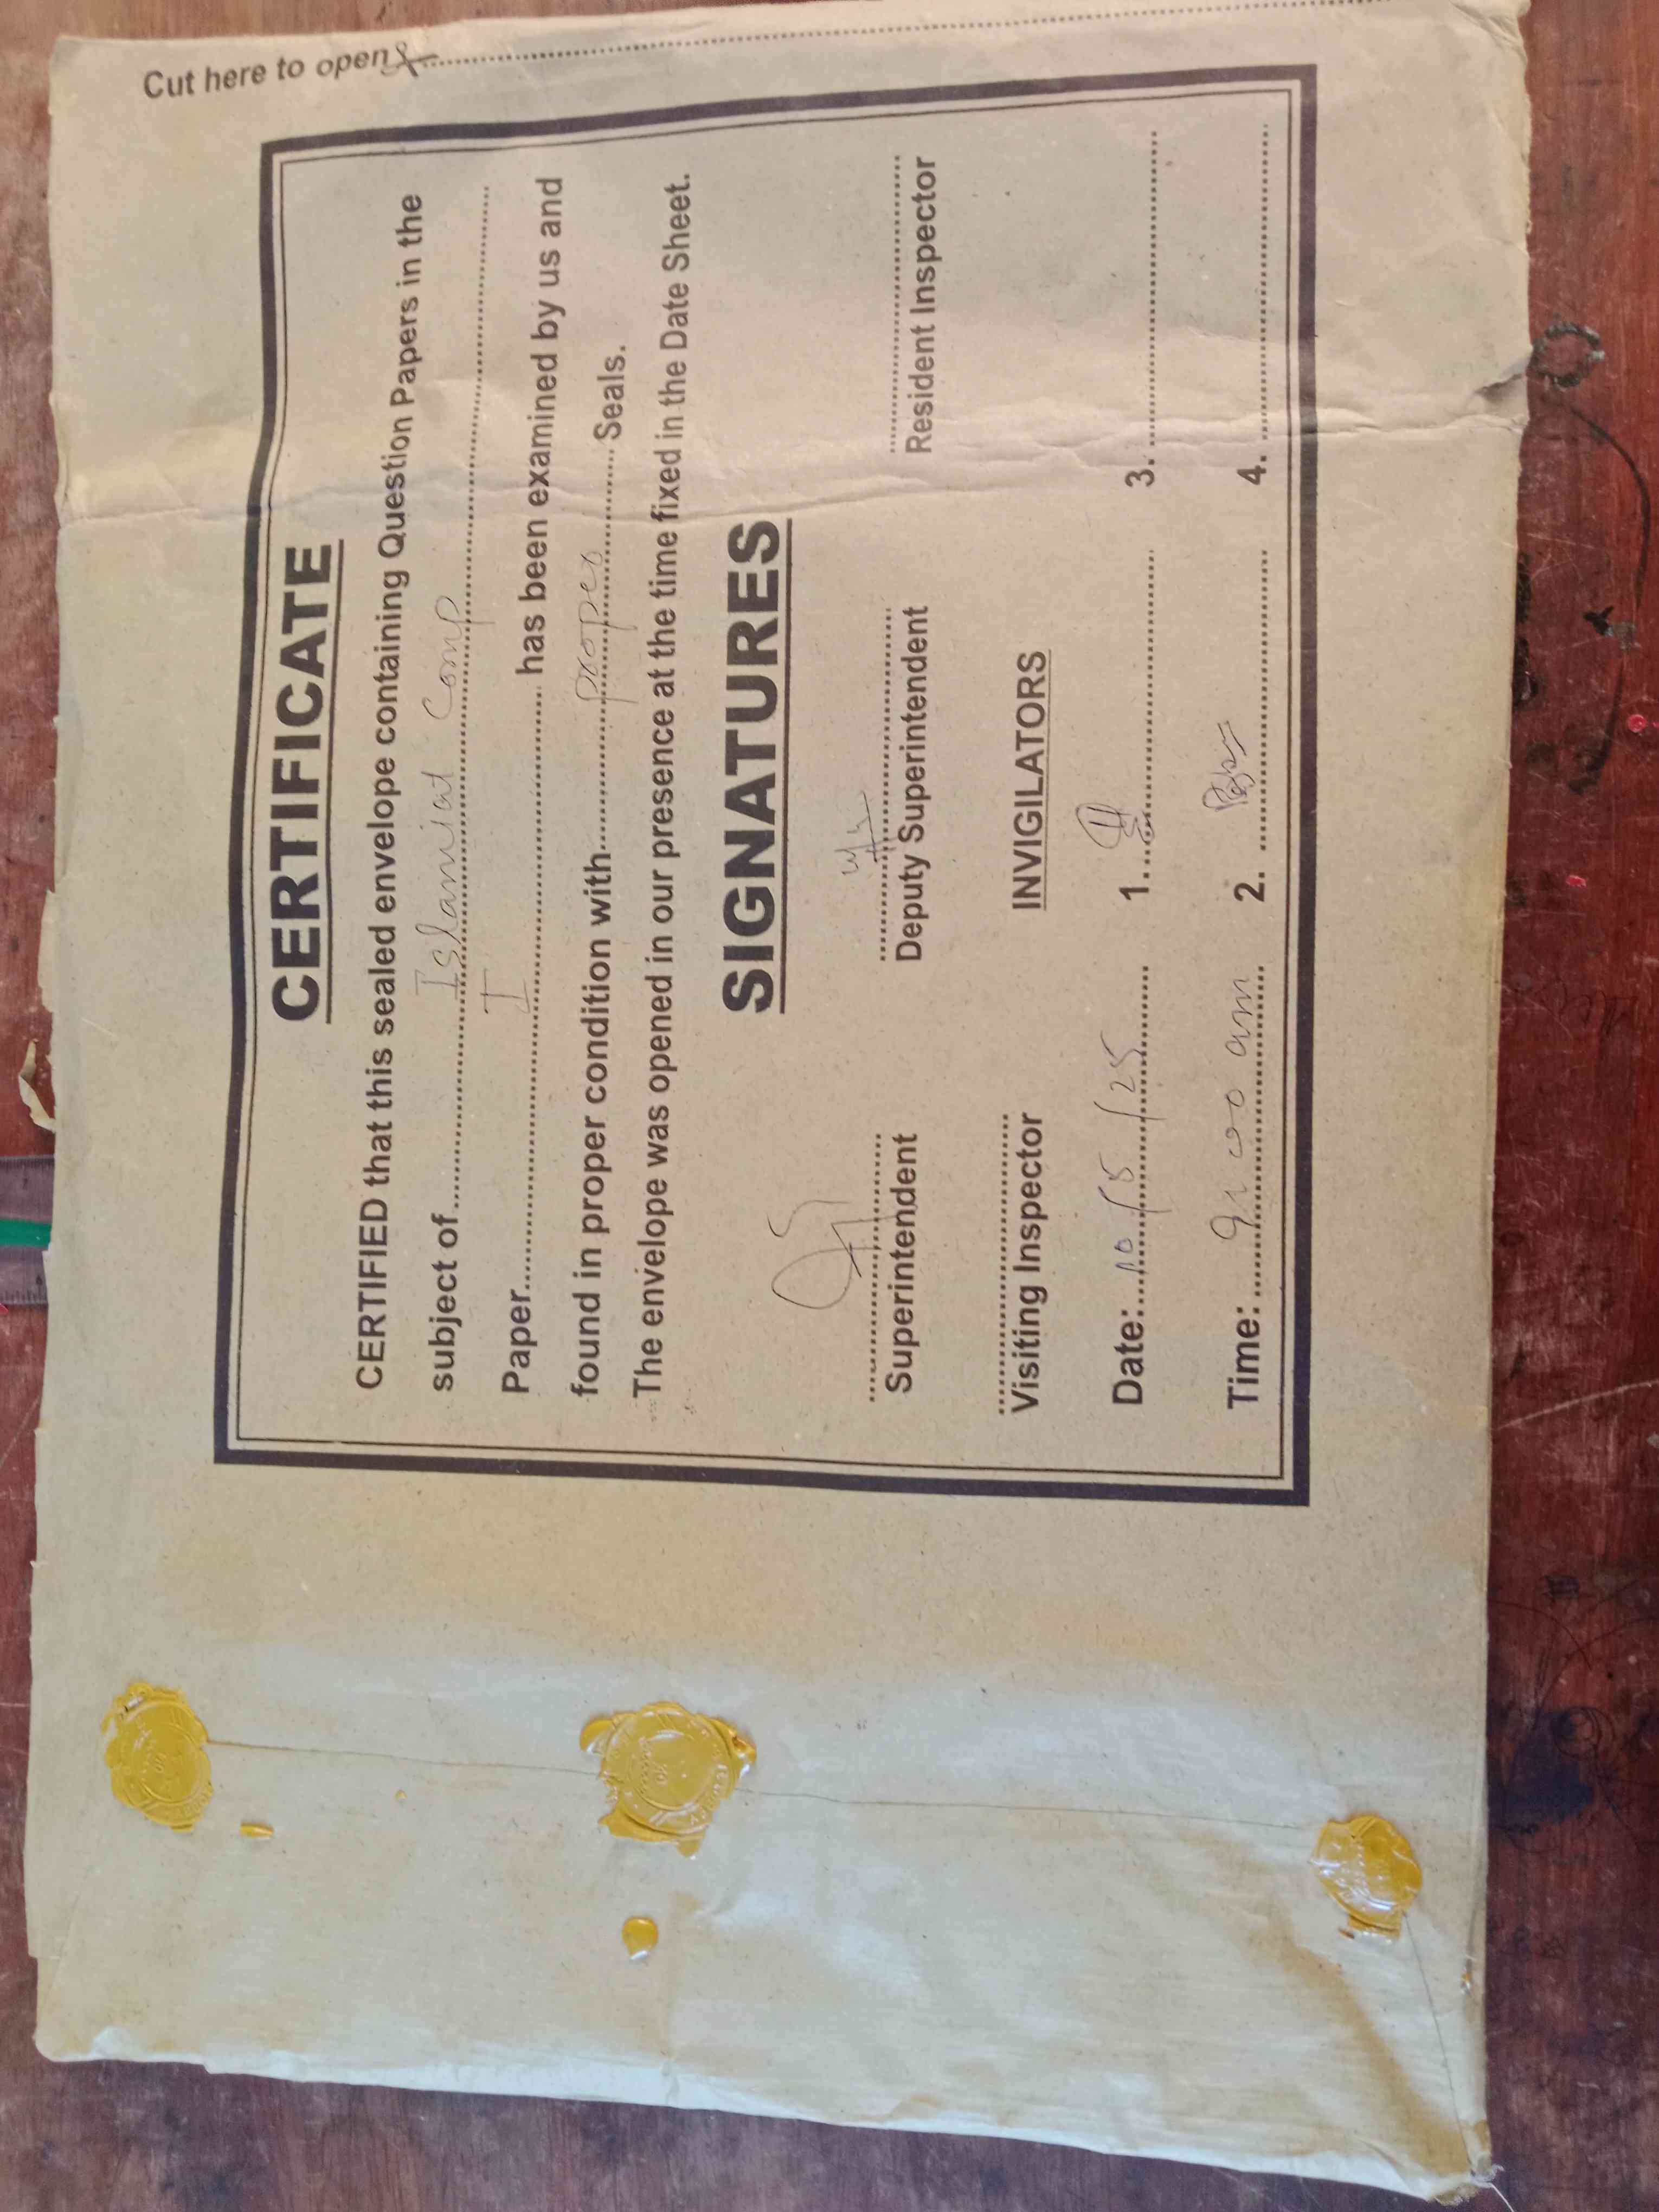 Cut here to open
CERTIFICATE
CERTIFIED that this sealed envelope containing Question Papers in the
subject of Islamiat Comp
Paper I has been examined by us and
found in proper condition with proper Seals.
The envelope was opened in our presence at the time fixed in the Date Sheet.
SIGNATURES
Superintendent Deputy Superintendent Resident Inspector
Visiting Inspector INVIGILATORS
Date: 10/5/25 1. 3.
Time: 9:00 am 2. 4.